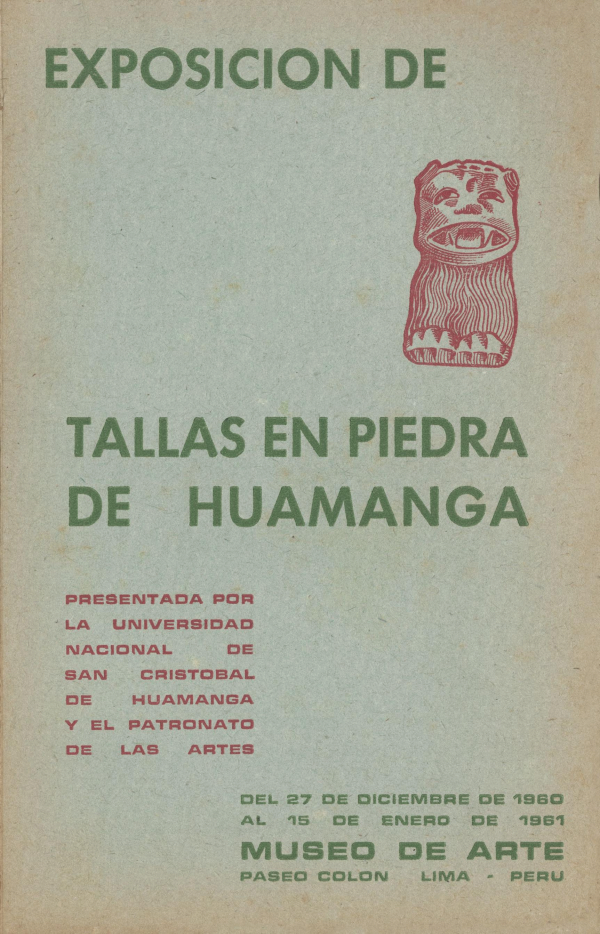 EXPOSICION DE
TALLAS EN PIEDRA
DE HUAMANGA
PRESENTADA POR
LA UNIVERSIDAD
NACIONAL DE
SAN CRISTOBAL
DE HUAMANGA
Y EL PATRONATO
DE LAS ARTES
DEL 27 DE DICIEMBRE DE 1960
AL 15 DE ENERO DE 1961
MUSEO DE ARTE
PASEO COLON LIMA - PERU